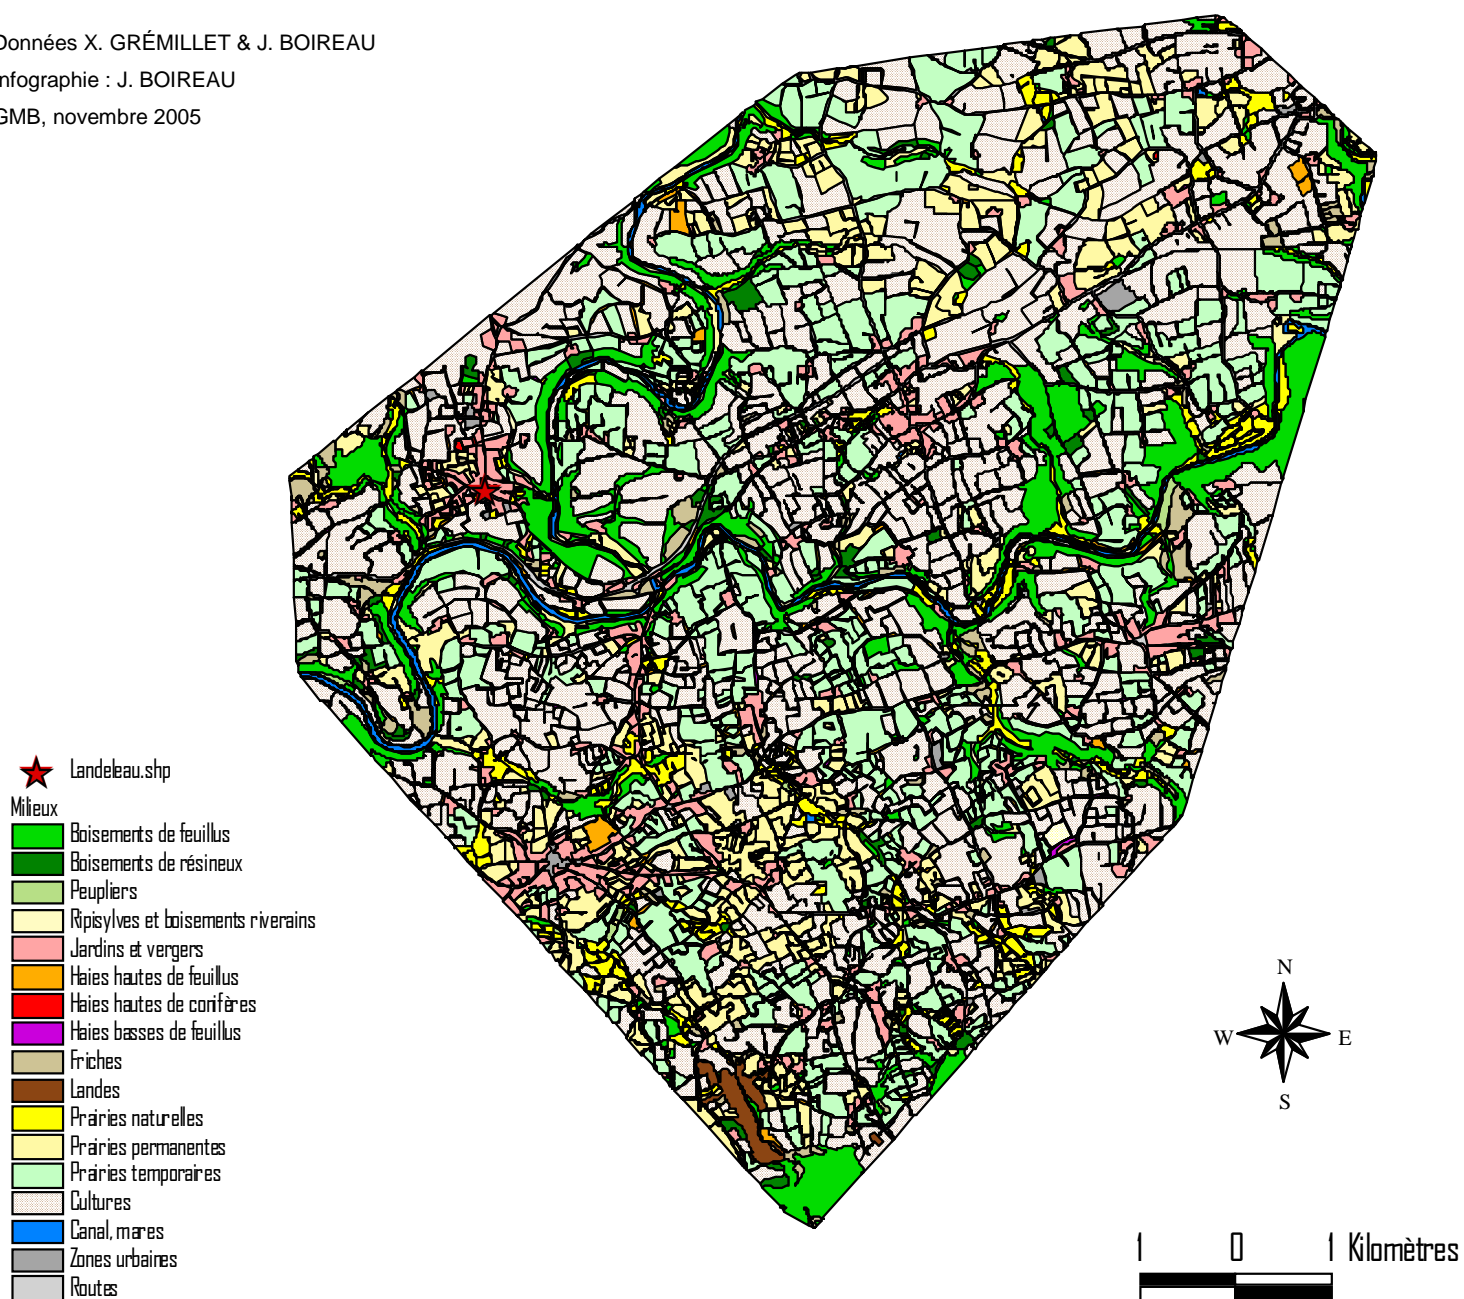 Données X. GRÉMILLET & J. BOIREAU
Infographie : J. BOIREAU
GMB, novembre 2005
Landeleau.shp
Milieux
Boisements de feuillus
Boisements de résineux
Peupliers
Ripisylves et boisements riverains
Jardins et vergers
Haies hautes de feuillus
Haies hautes de conifères
Haies basses de feuillus
Friches
Landes
Prairies naturelles
Prairies permanentes
Prairies temporaires
Cultures
Canal, mares
Zones urbaines
Routes
N
W E
S
1 0 1 Kilomètres